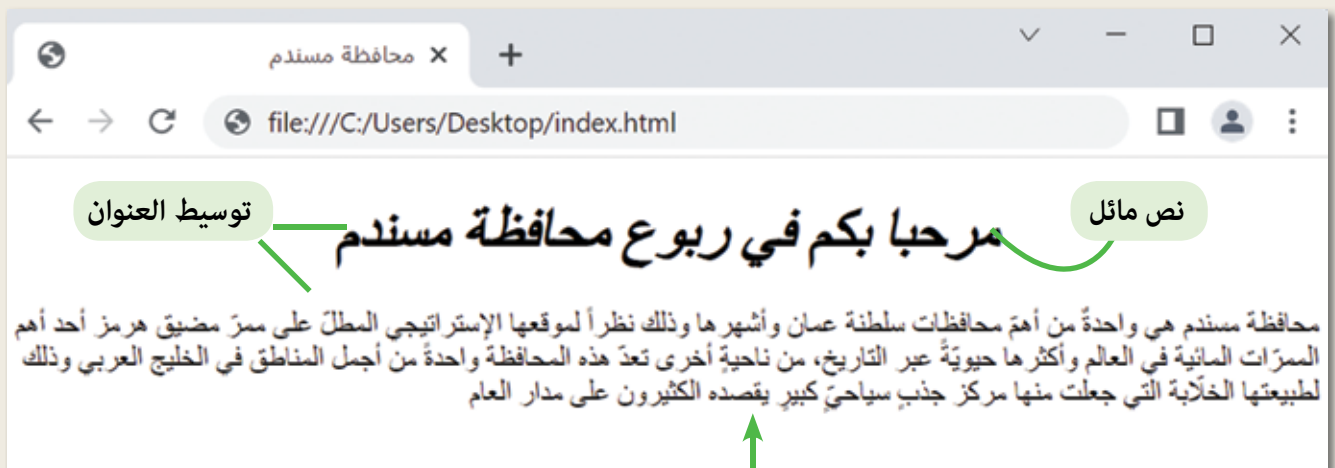 محافظة مسندم
file:///C:/Users/Desktop/index.html
نص مائل
توسيط العنوان
مرحبا بكم في ربوع محافظة مسندم
محافظة مسندم هي واحدةٌ من أهمّ محافظات سلطنة عمان وأشهرها وذلك نظراً لموقعها الإستراتيجي المطلّ على ممرّ مضيق هرمز أحد أهم
الممرّات المائية في العالم وأكثرها حيويّةً عبر التاريخ، من ناحيةٍ أخرى تعدّ هذه المحافظة واحدةً من أجمل المناطق في الخليج العربي وذلك
لطبيعتها الخلّابة التي جعلت منها مركز جذبٍ سياحيٍّ كبيرٍ يقصده الكثيرون على مدار العام